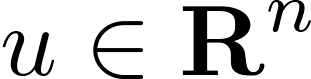 u ∈ 𝐑ⁿ